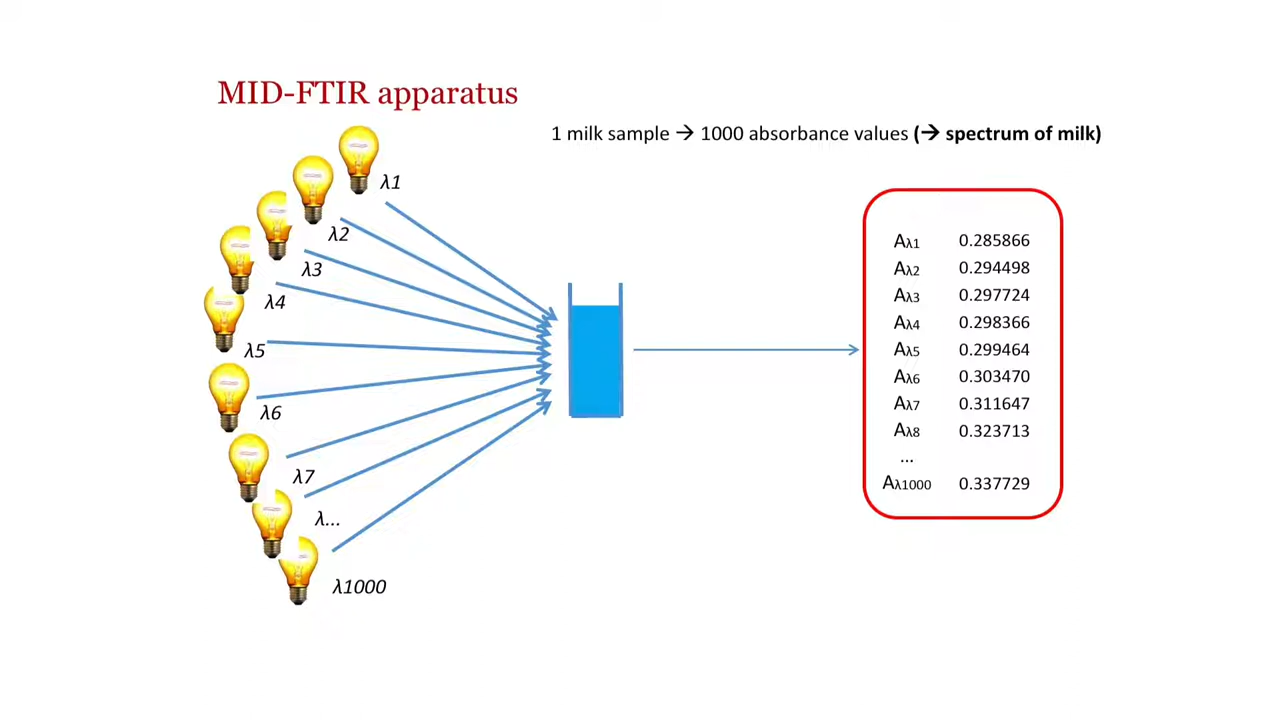 MID-FTIR apparatus
1 milk sample → 1000 absorbance values (→ spectrum of milk)
λ1
λ2
λ3
λ4
λ5
λ6
λ7
λ...
λ1000
Aλ1 0.285866
Aλ2 0.294498
Aλ3 0.297724
Aλ4 0.298366
Aλ5 0.299464
Aλ6 0.303470
Aλ7 0.311647
Aλ8 0.323713
...
Aλ1000 0.337729